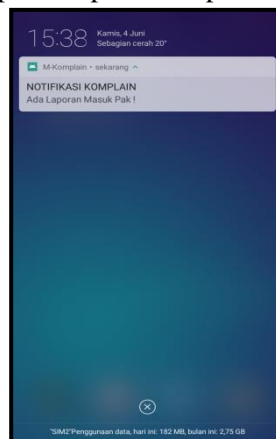 15:38
Kamis, 4 Juni
Sebagian cerah 20°
M-Komplain • sekarang
NOTIFIKASI KOMPLAIN
Ada Laporan Masuk Pak !
"SIM2"Penggunaan data, hari ini: 182 MB, bulan ini: 2,75 GB